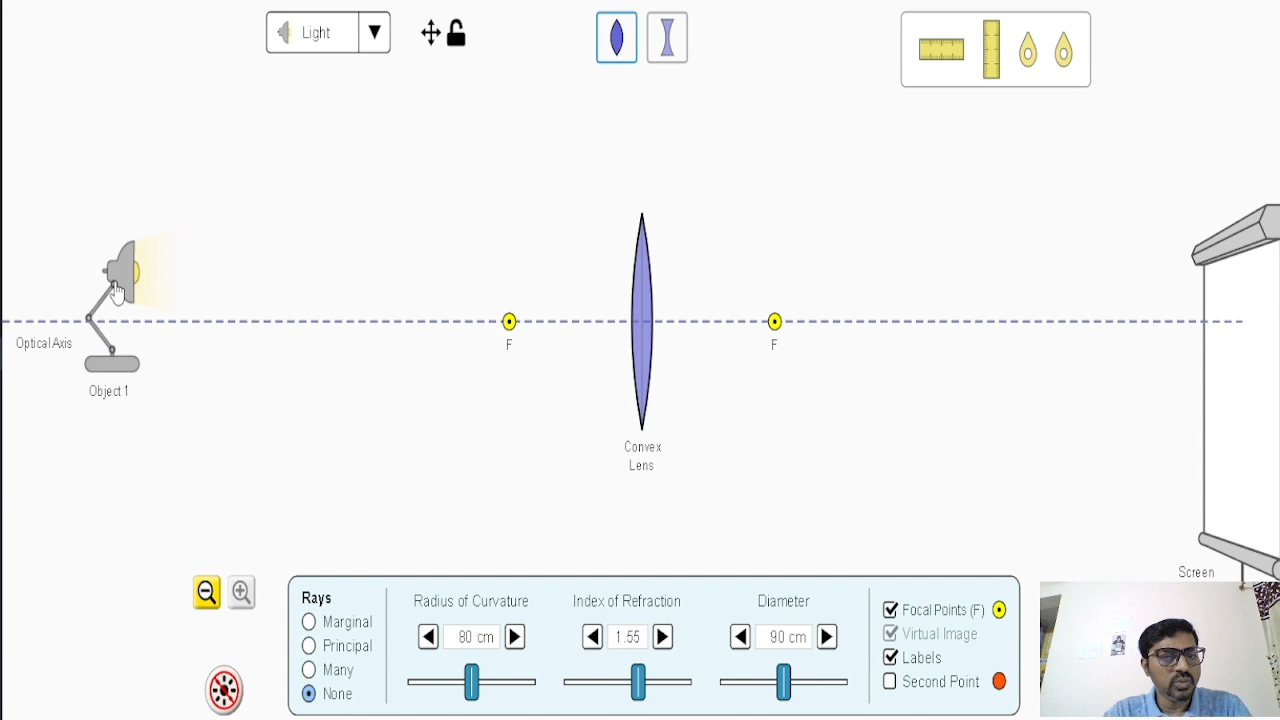 Light
Optical Axis
Object 1
F
F
Convex
Lens
Screen
Rays
Marginal
Principal
Many
None
Radius of Curvature
80 cm
Index of Refraction
1.55
Diameter
90 cm
Focal Points (F)
Virtual Image
Labels
Second Point